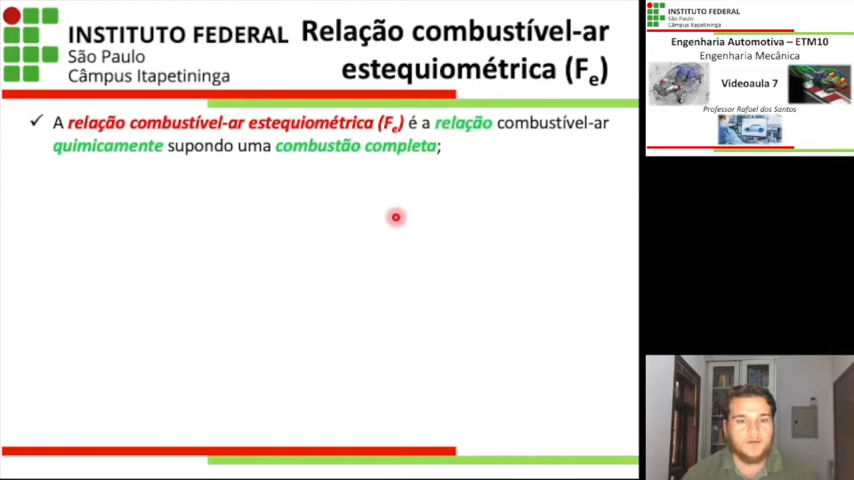 INSTITUTO FEDERAL
São Paulo
Câmpus Itapetininga
Relação combustível-ar
estequiométrica (Fe)
✓ A relação combustível-ar estequiométrica (Fe) é a relação combustível-ar
quimicamente supondo uma combustão completa;
INSTITUTO FEDERAL
São Paulo
Câmpus Itapetininga
Engenharia Automotiva – ETM10
Engenharia Mecânica
Videoaula 7
Professor Rafael dos Santos